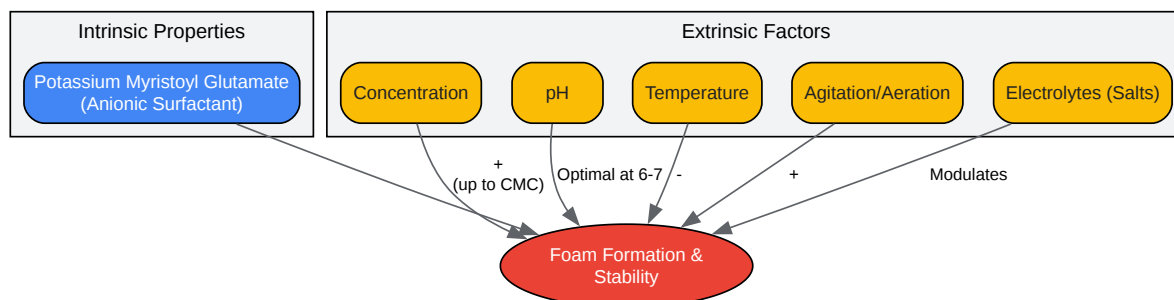 Intrinsic Properties
Extrinsic Factors
Potassium Myristoyl Glutamate
(Anionic Surfactant)
Concentration
pH
Temperature
Agitation/Aeration
Electrolytes (Salts)
+
(up to CMC)
Optimal at 6-7
-
+
Modulates
Foam Formation &
Stability